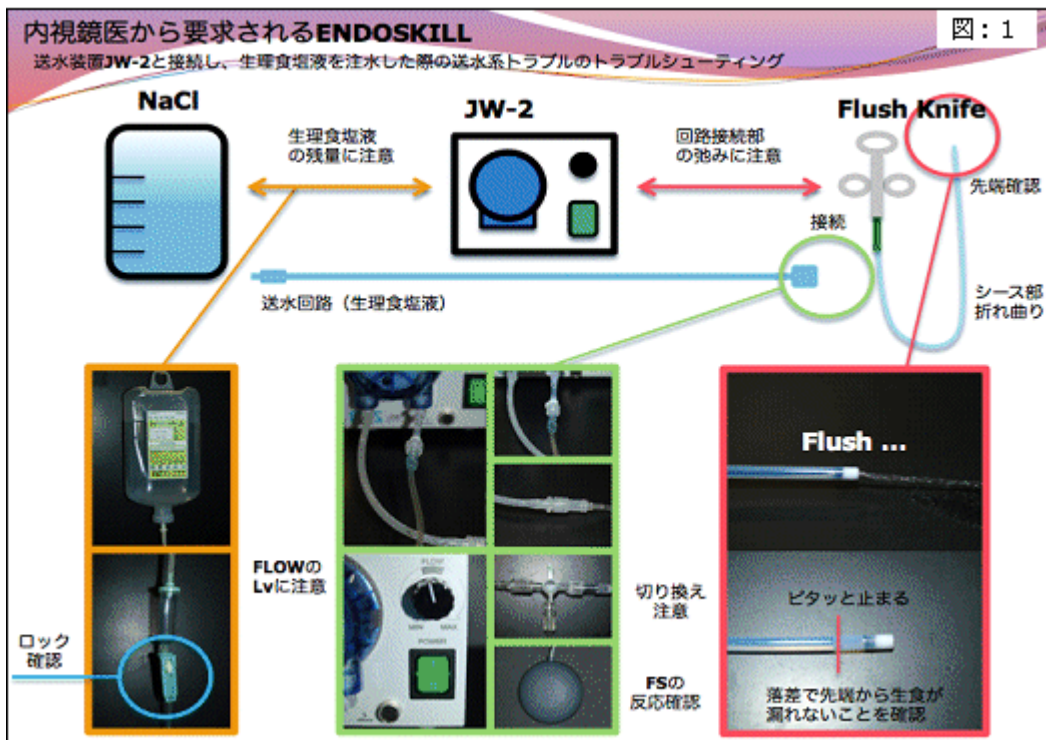 内視鏡医から要求されるENDOSKILL
図：1
送水装置JW-2と接続し、生理食塩液を注水した際の送水系トラブルのトラブルシューティング
NaCl
JW-2
Flush Knife
生理食塩液
の残量に注意
回路接続部
の弛みに注意
先端確認
接続
送水回路（生理食塩液）
シース部
折れ曲り
Flush ...
FLOWの
Lvに注意
FLOW
MIN
MAX
POWER
切り換え
注意
ピタッと止まる
ロック
確認
FSの
反応確認
落差で先端から生食が
漏れないことを確認